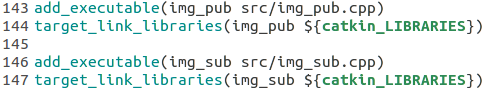 143 add_executable(img_pub src/img_pub.cpp)
144 target_link_libraries(img_pub ${catkin_LIBRARIES})
145
146 add_executable(img_sub src/img_sub.cpp)
147 target_link_libraries(img_sub ${catkin_LIBRARIES})